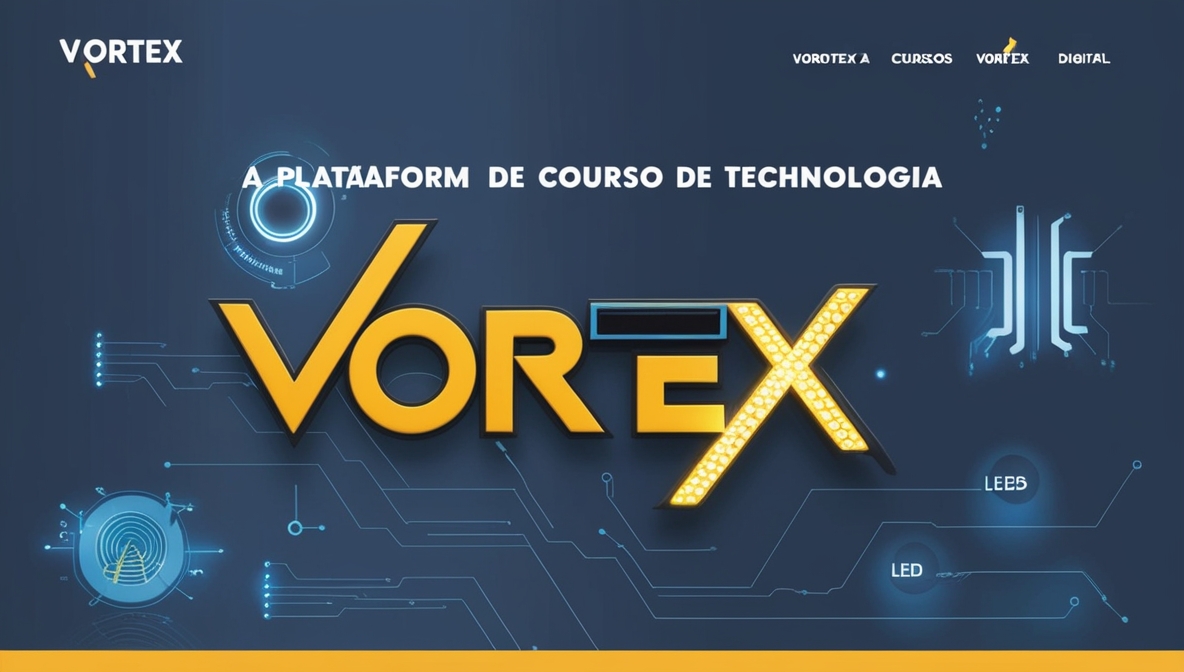 VORTEX
VOROTEX A CURSOS VORTEX DIGITAL
A PLATAAFORM DE COURSO DE TECHNOLOGIA
VOREX
LEES
LED